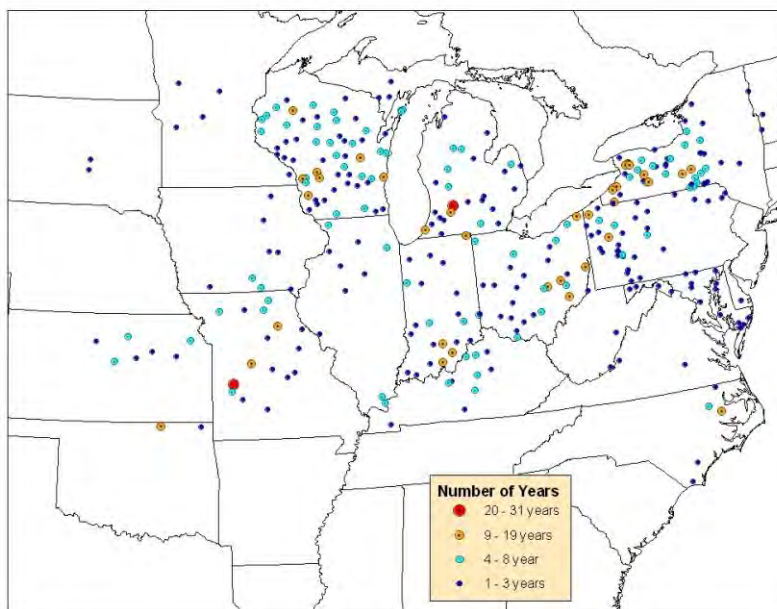 Number of Years
20 - 31 years
9 - 19 years
4 - 8 year
1 - 3 years